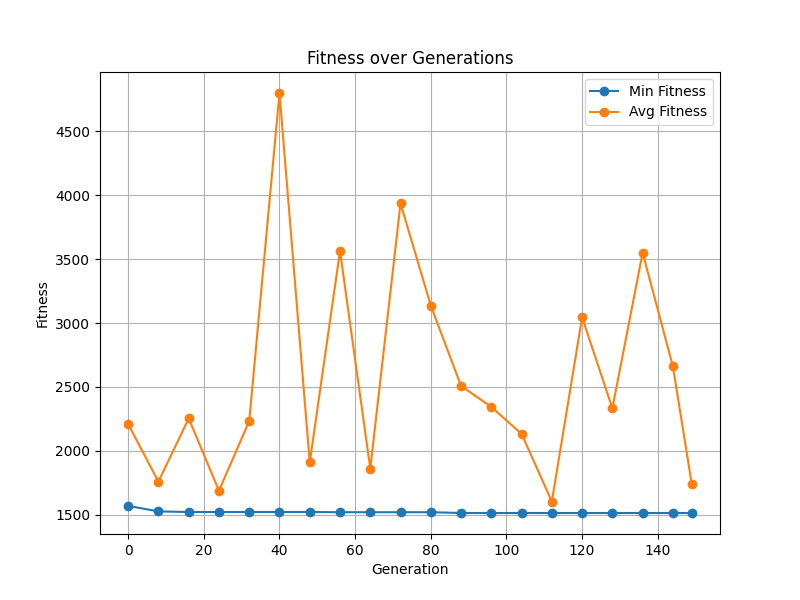 Fitness over Generations
Min Fitness
Avg Fitness
4500
4000
3500
3000
2500
2000
1500
Fitness
0 20 40 60 80 100 120 140
Generation